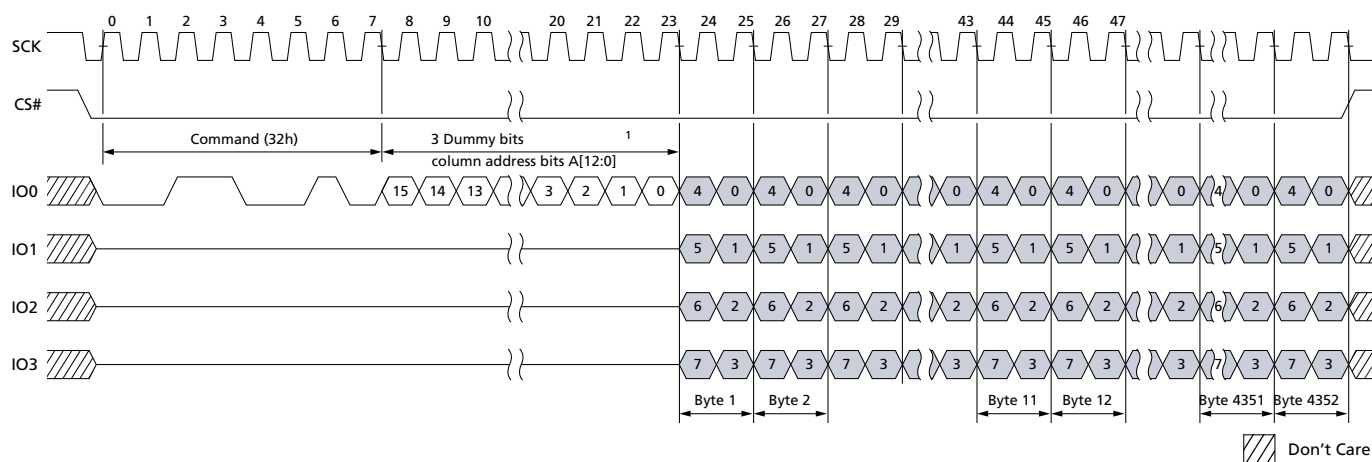 0 1 2 3 4 5 6 7 8 9 10 20 21 22 23 24 25 26 27 28 29 43 44 45 46 47
SCK
CS#
Command (32h) 3 Dummy bits 1
column address bits A[12:0]
IO0 15 14 13 3 2 1 0 4 0 4 0 4 0 0 4 0 4 0 0 4 0 4 0
IO1 5 1 5 1 5 1 1 5 1 5 1 1 5 1 5 1
IO2 6 2 6 2 6 2 2 6 2 6 2 2 6 2 6 2
IO3 7 3 7 3 7 3 3 7 3 7 3 3 7 3 7 3
Byte 1 Byte 2 Byte 11 Byte 12 Byte 4351 Byte 4352
Don't Care